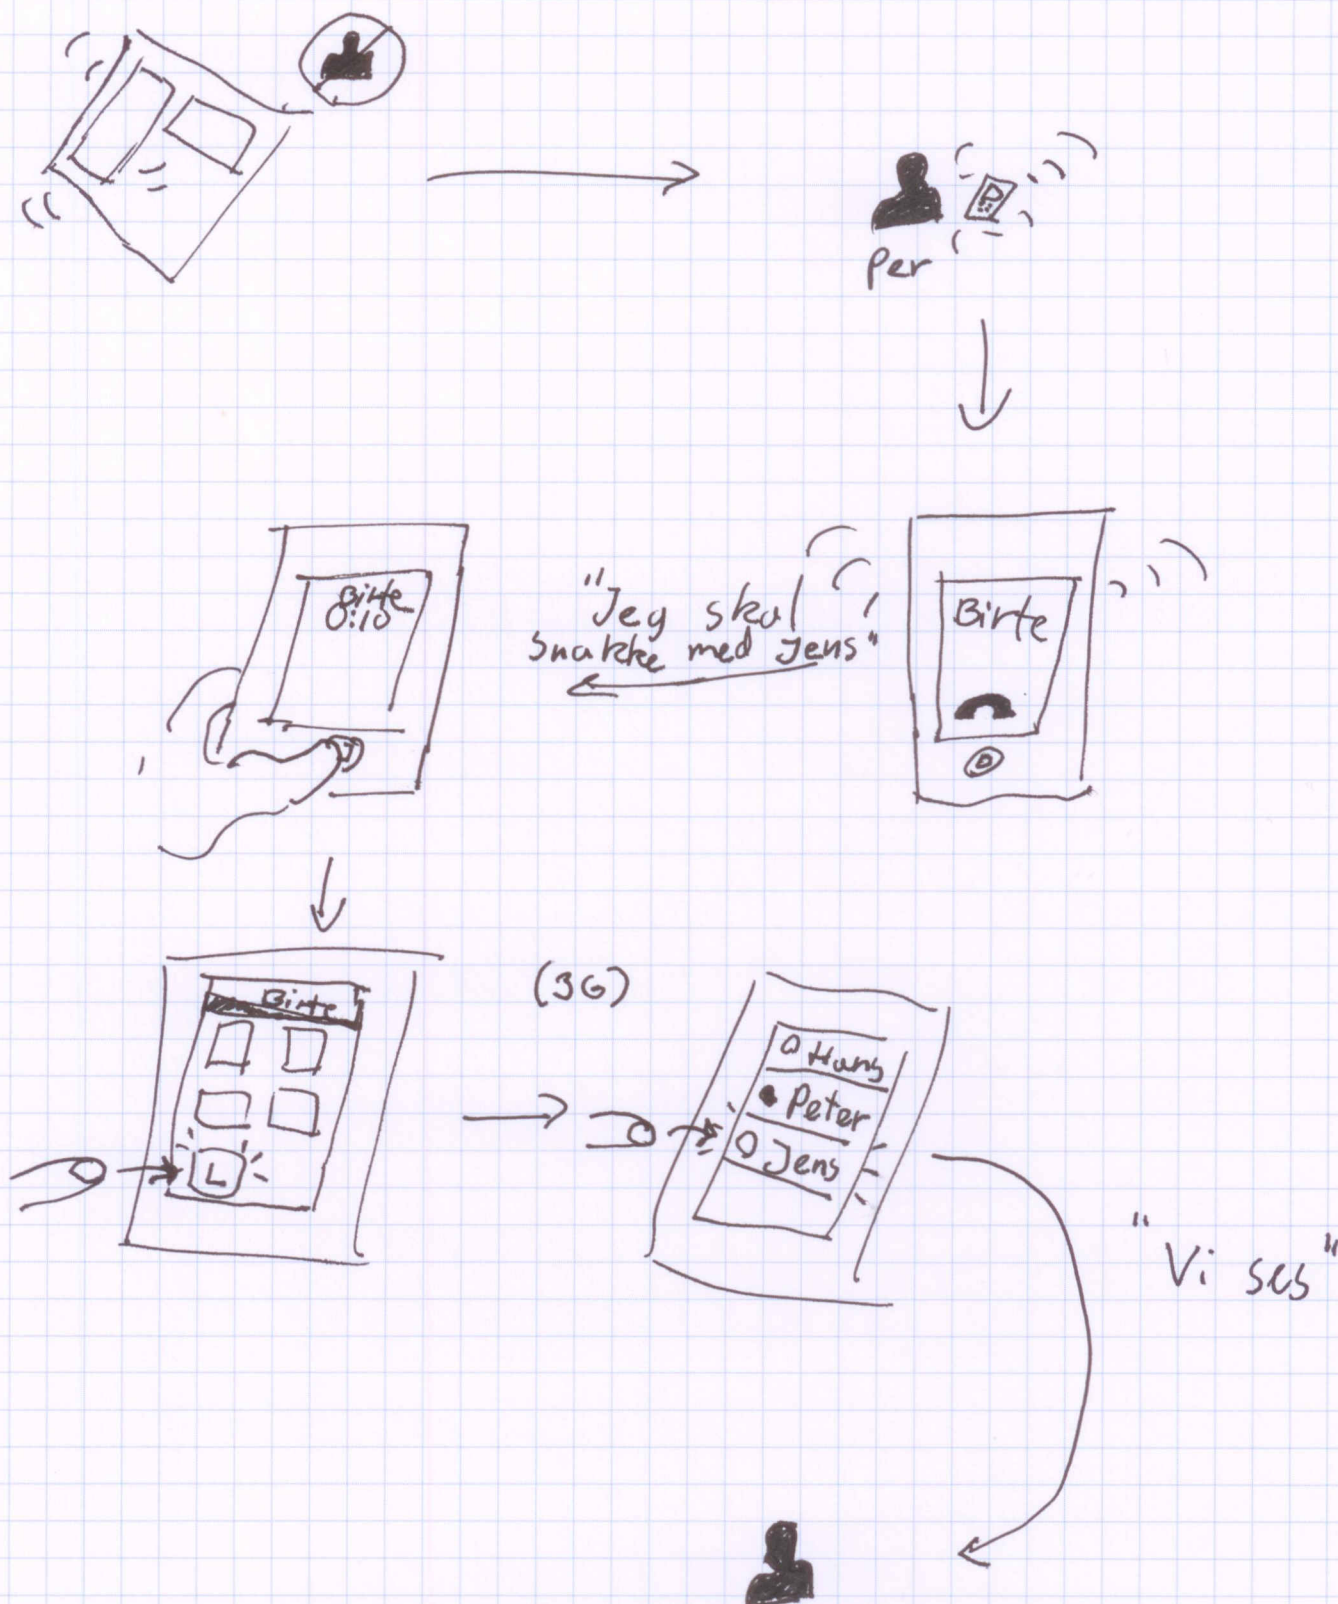 P
Per
Birte
"Jeg skal
snakke med Jens"
Birte
0:10
Birte
L
(3G)
Hans
Peter
Jens
"Vi ses"